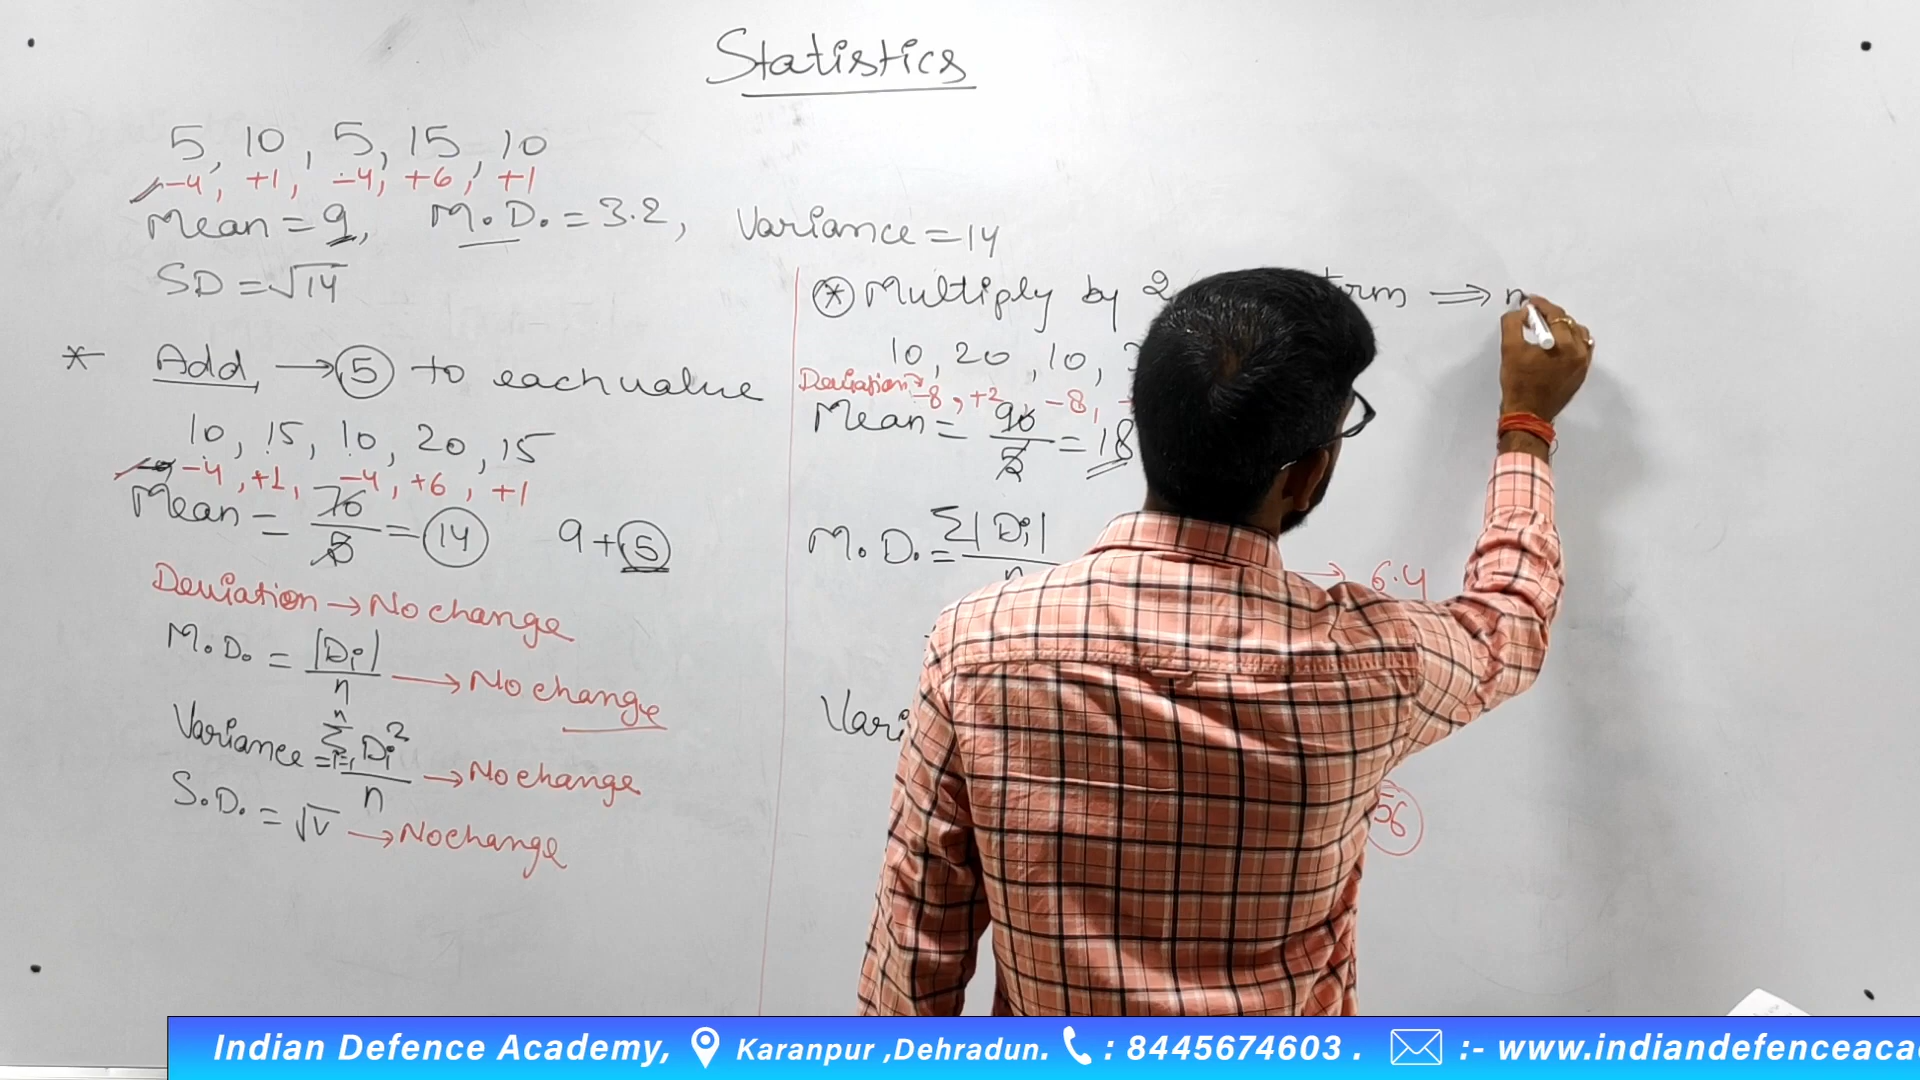 Statistics
5, 10, 5, 15, 10
-4, +1, -4, +6, +1
Mean = 9, M.D. = 3.2, Variance = 14
SD = √14
* Add → 5 to each value
10, 15, 10, 20, 15
-4, +1, -4, +6, +1
Mean = 70/5 = 14 9+5
Deviation → No change
M.D. = |Di|/n → No change
Variance = n∑i=1 Di²/n → No change
S.D. = √V → No change
* Multiply by 2 ⇒
10, 20, 10,
Deviation → -8, +2, -8,
Mean = 90/5 = 18
M.D. = ∑|Di|/n → 6.4
Vari
56
Indian Defence Academy, Karanpur ,Dehradun. : 8445674603 . :- www.indiandefenceaca